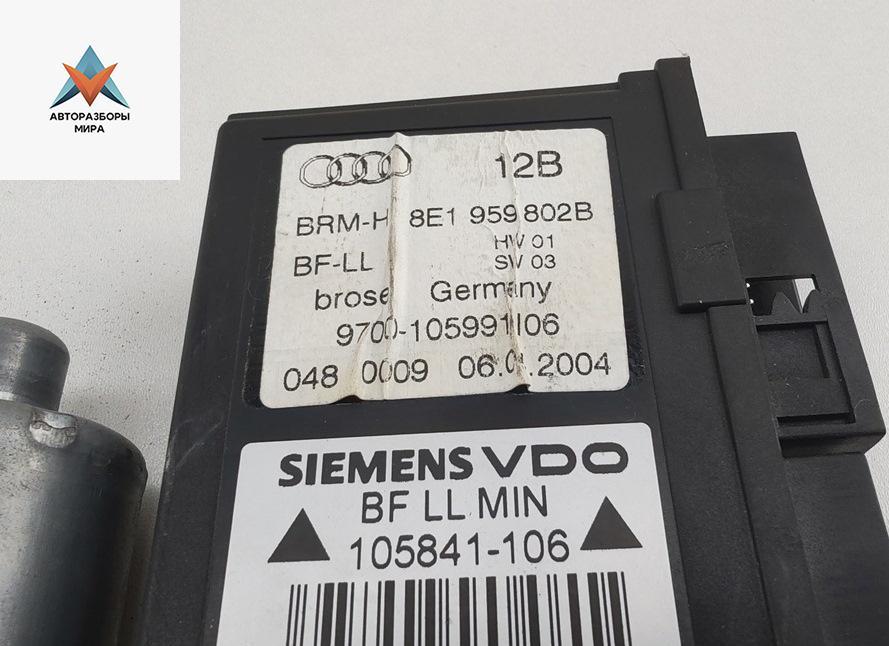 АВТОРАЗБОРЫ
МИРА
12B
BRM-H 8E1 959 802B
HW 01
BF-LL
SW 03
brose Germany
9700-105991106
048 0009
SIEMENS VDO
BF LL MIN
105841-106